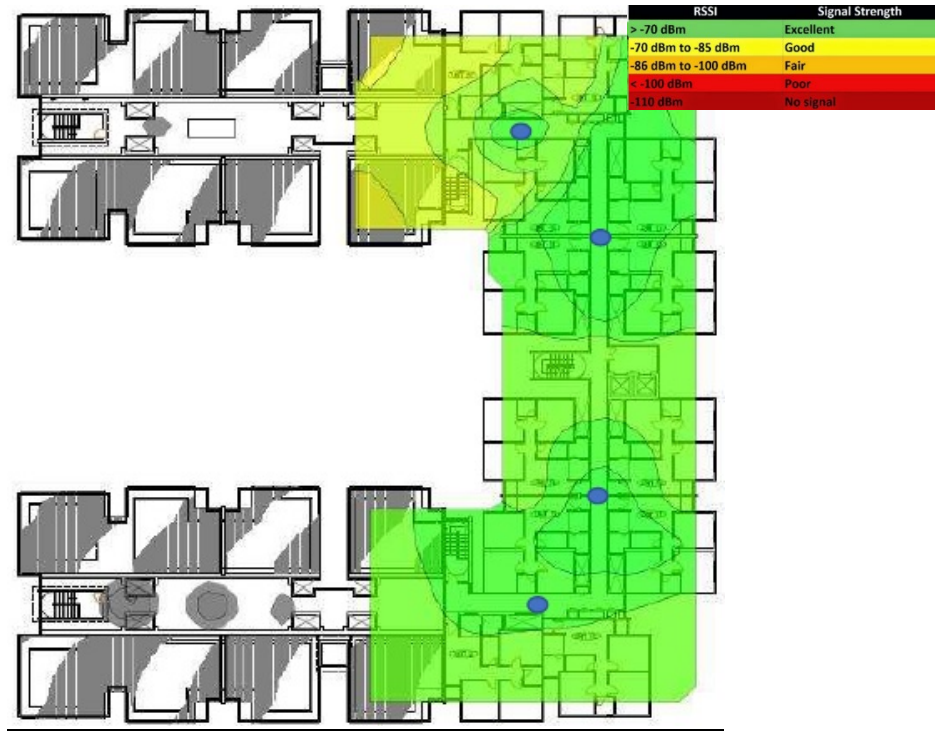 RSSI Signal Strength
> -70 dBm Excellent
-70 dBm to -85 dBm Good
-86 dBm to -100 dBm Fair
< -100 dBm Poor
-110 dBm No signal